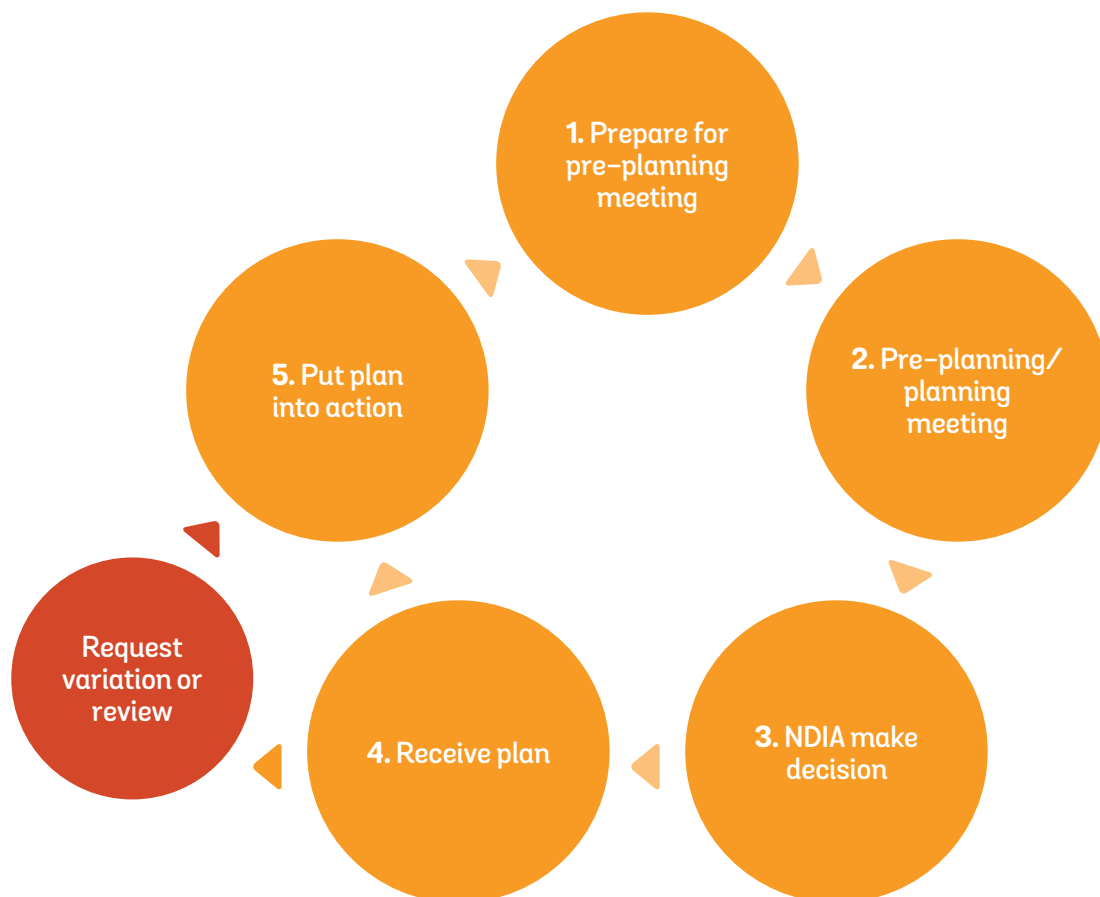 1. Prepare for
pre-planning
meeting
2. Pre-planning/
planning
meeting
3. NDIA make
decision
4. Receive plan
5. Put plan
into action
Request
variation or
review